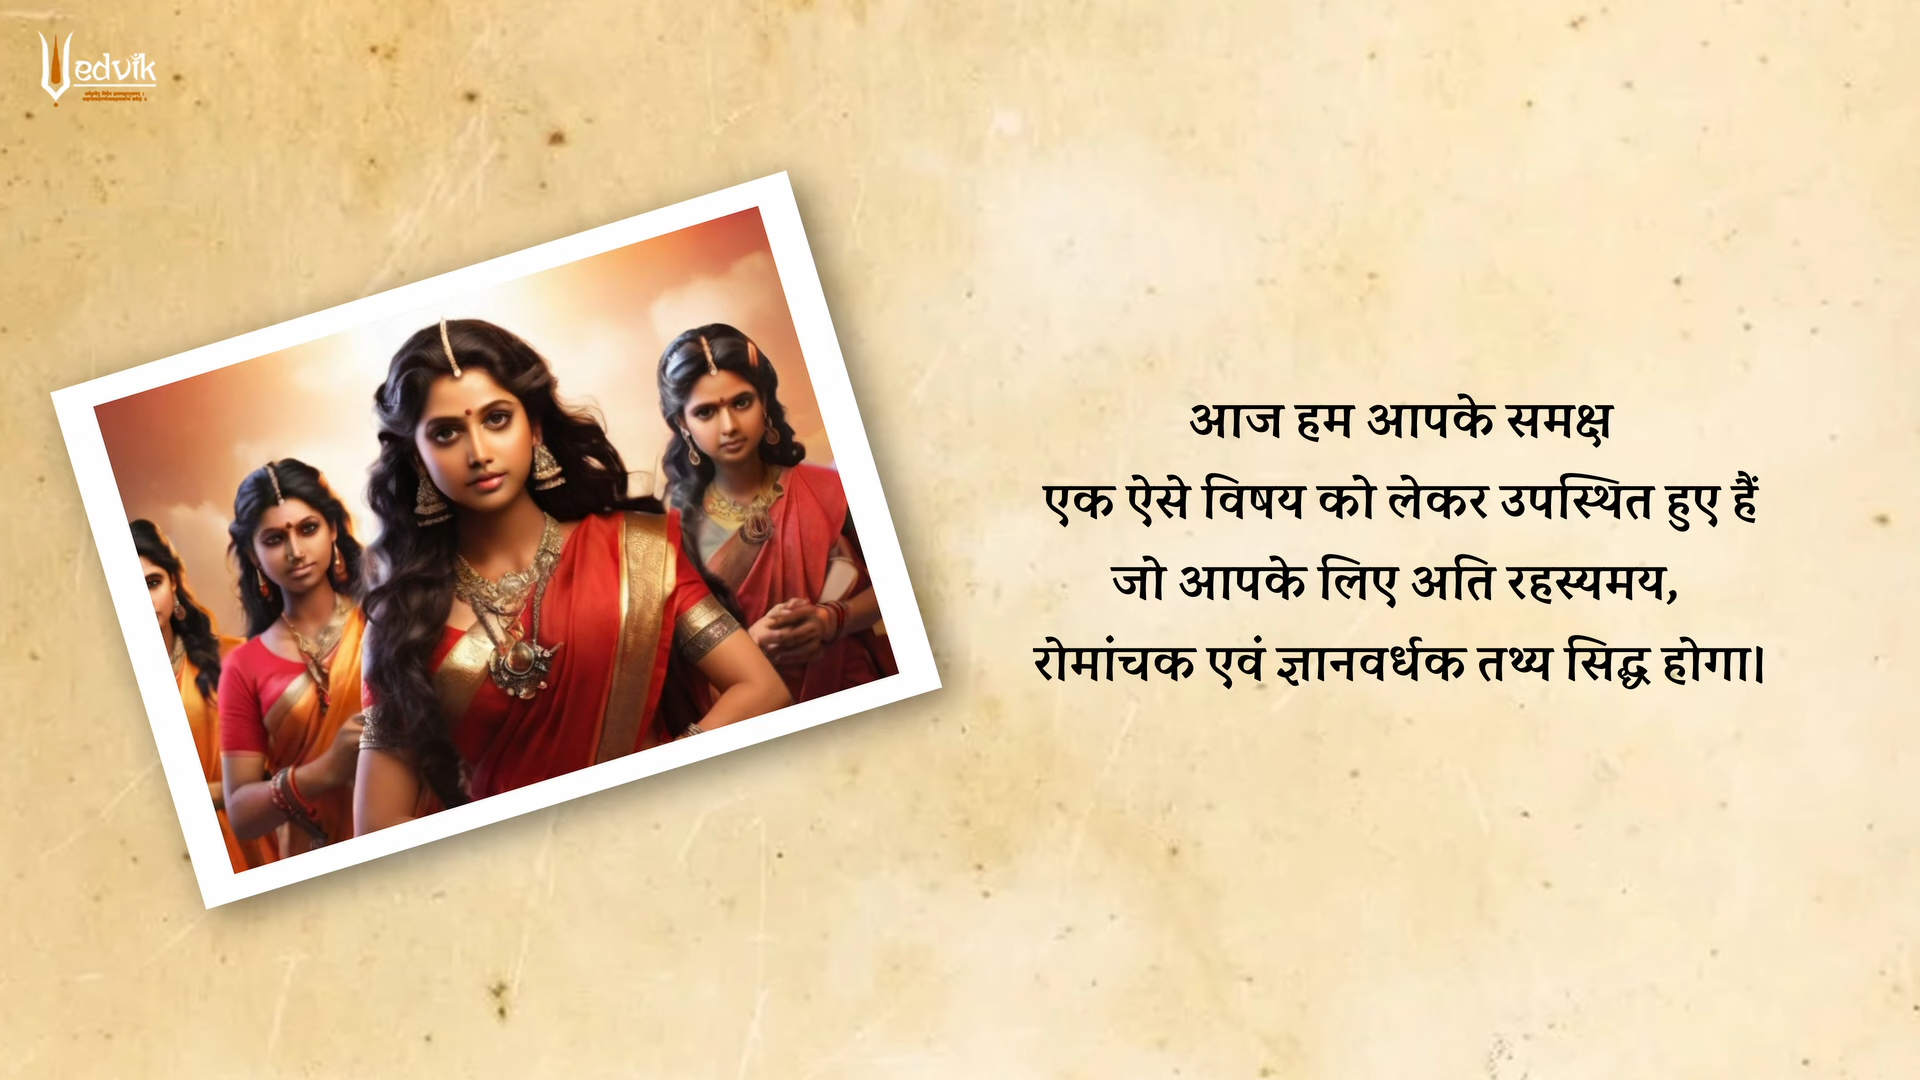 Vedvik
आज हम आपके समक्ष
एक ऐसे विषय को लेकर उपस्थित हुए हैं
जो आपके लिए अति रहस्यमय,
रोमांचक एवं ज्ञानवर्धक तथ्य सिद्ध होगा।